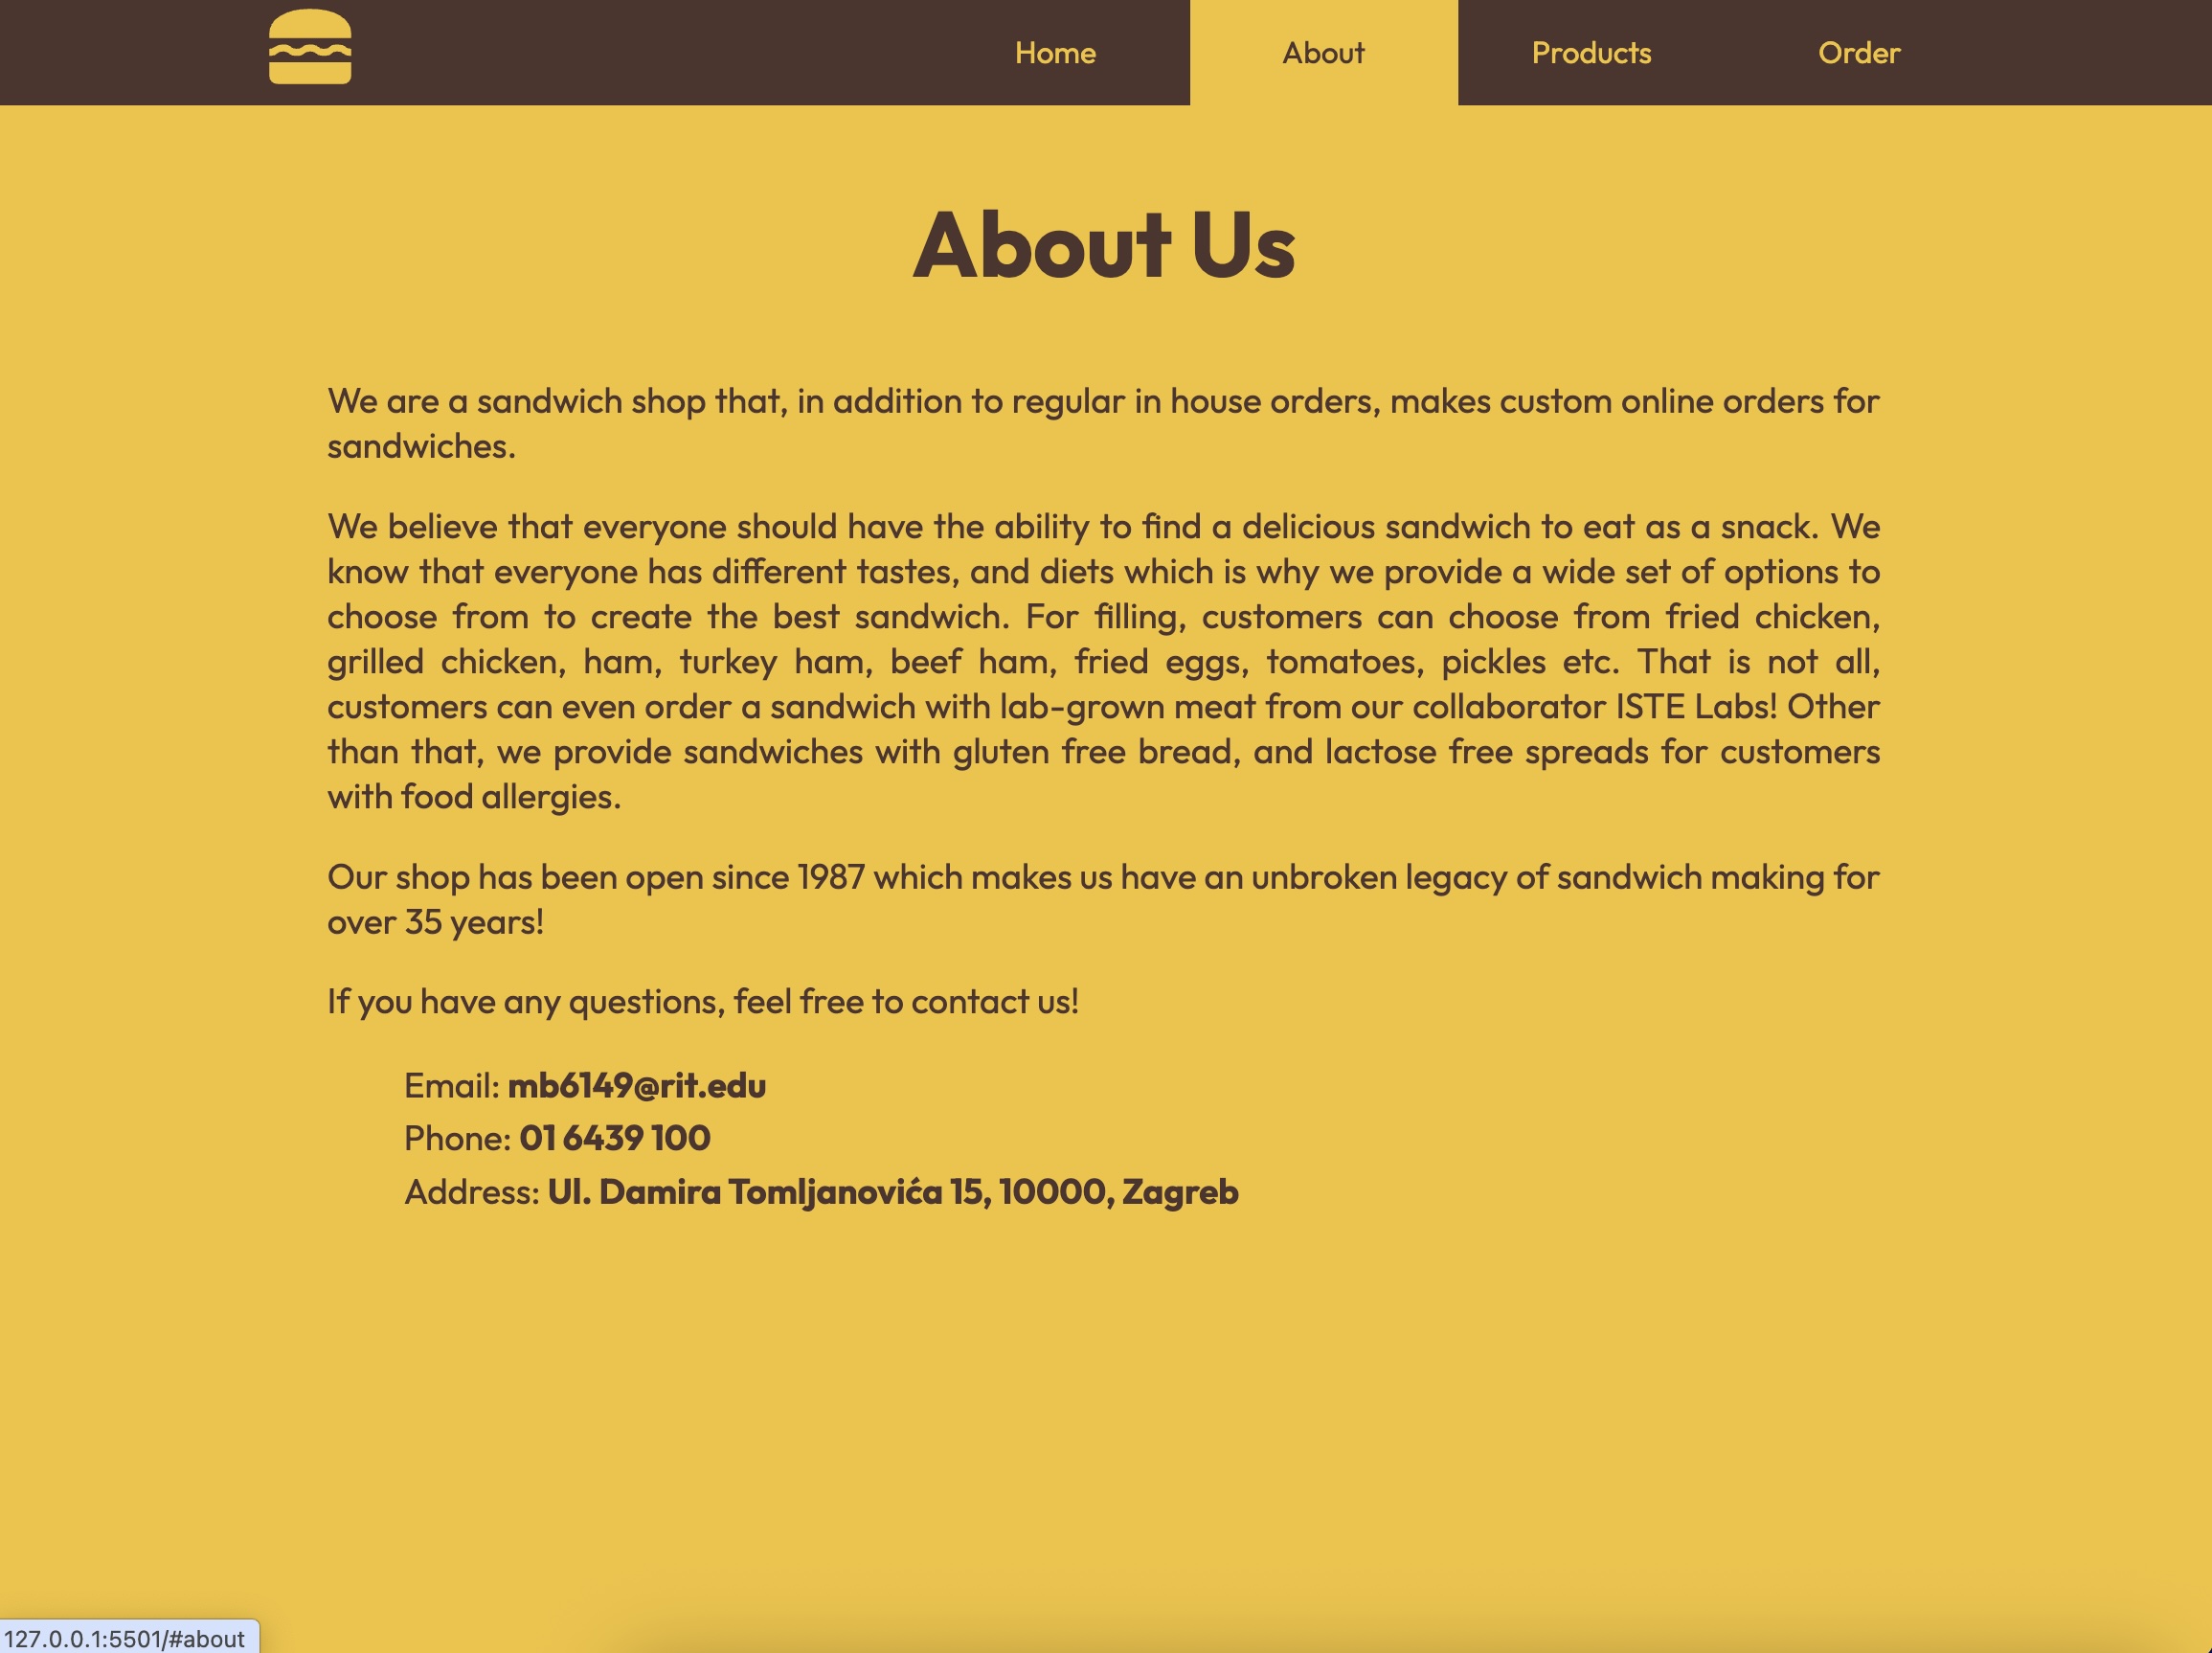 Home About Products Order
About Us
We are a sandwich shop that, in addition to regular in house orders, makes custom online orders for
sandwiches.
We believe that everyone should have the ability to find a delicious sandwich to eat as a snack. We
know that everyone has different tastes, and diets which is why we provide a wide set of options to
choose from to create the best sandwich. For filling, customers can choose from fried chicken,
grilled chicken, ham, turkey ham, beef ham, fried eggs, tomatoes, pickles etc. That is not all,
customers can even order a sandwich with lab-grown meat from our collaborator ISTE Labs! Other
than that, we provide sandwiches with gluten free bread, and lactose free spreads for customers
with food allergies.
Our shop has been open since 1987 which makes us have an unbroken legacy of sandwich making for
over 35 years!
If you have any questions, feel free to contact us!
Email: mb6149@rit.edu
Phone: 01 6439 100
Address: Ul. Damira Tomljanovića 15, 10000, Zagreb
127.0.0.1:5501/#about